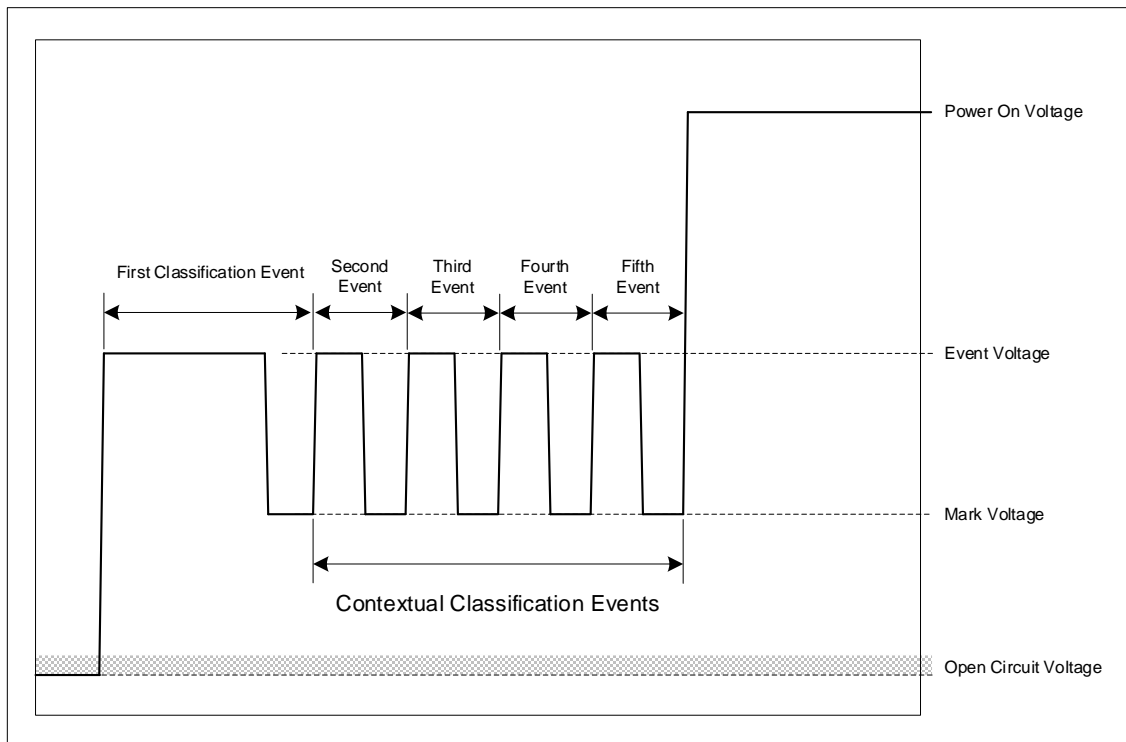 Power On Voltage
First Classification Event
Second
Event
Third
Event
Fourth
Event
Fifth
Event
Event Voltage
Mark Voltage
Contextual Classification Events
Open Circuit Voltage